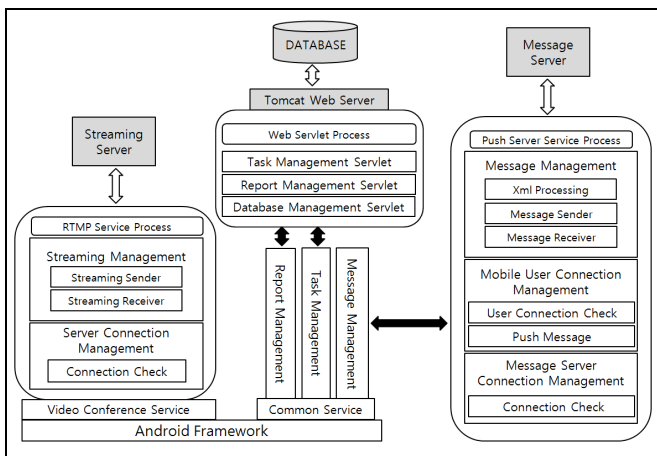 DATABASE
Message
Server
Tomcat Web Server
Web Servlet Process
Task Management Servlet
Report Management Servlet
Database Management Servlet
Streaming
Server
RTMP Service Process
Streaming Management
Streaming Sender
Streaming Receiver
Server Connection
Management
Connection Check
Video Conference Service
Report Management
Task Management
Message Management
Common Service
Android Framework
Push Server Service Process
Message Management
Xml Processing
Message Sender
Message Receiver
Mobile User Connection
Management
User Connection Check
Push Message
Message Server
Connection Management
Connection Check